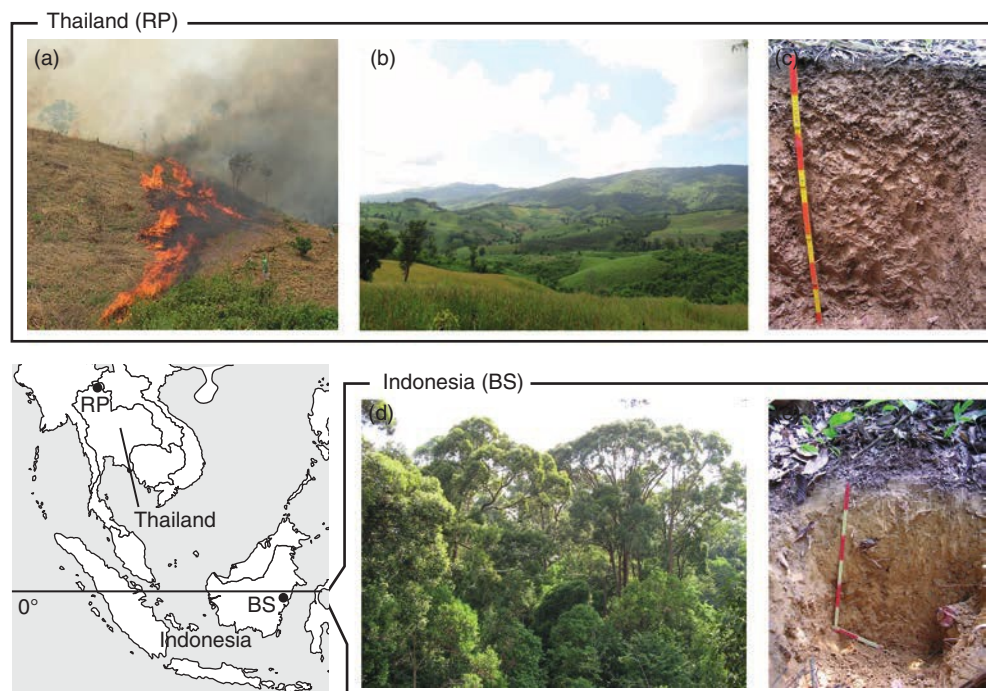 Thailand (RP)
(a)
(b)
(c)
RP
Thailand
0°
BS
Indonesia
Indonesia (BS)
(d)